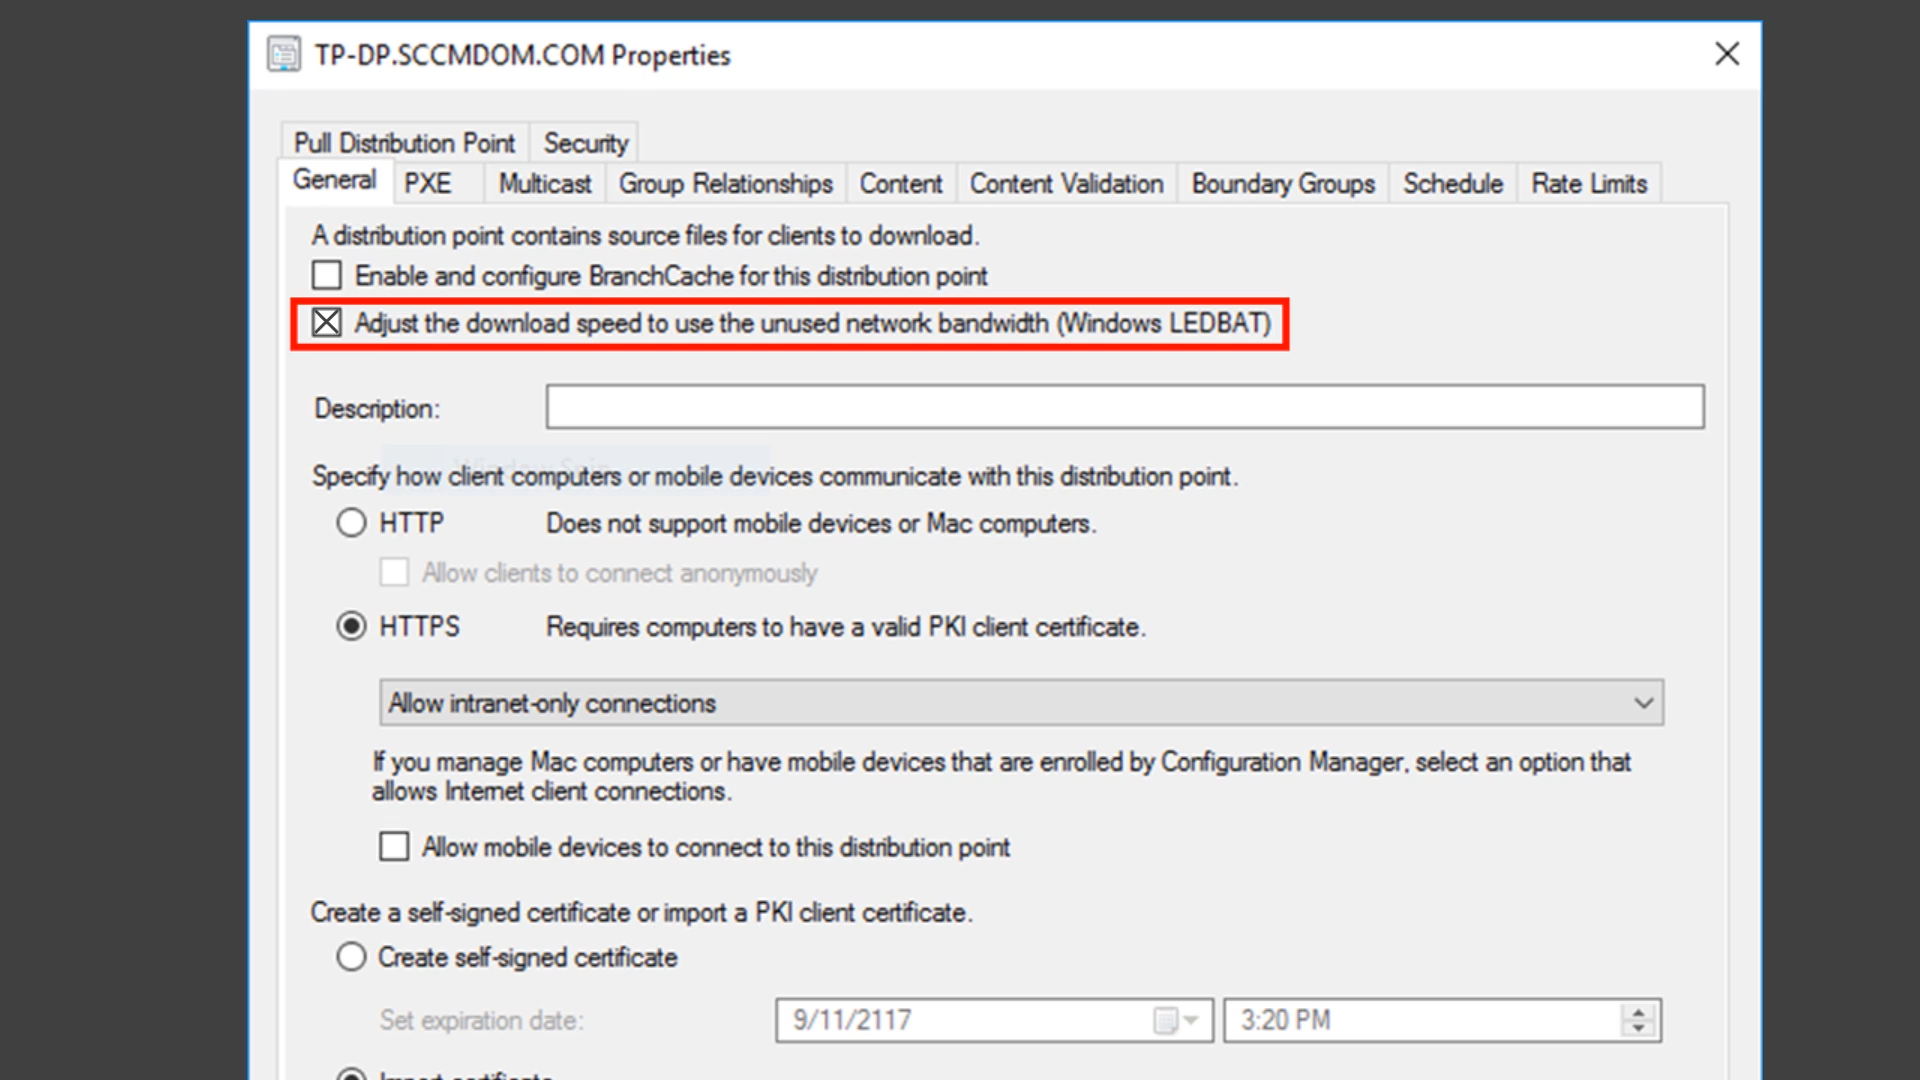 TP-DP.SCCMDOM.COM Properties
Pull Distribution Point Security
General PXE Multicast Group Relationships Content Content Validation Boundary Groups Schedule Rate Limits
A distribution point contains source files for clients to download.
Enable and configure BranchCache for this distribution point
Adjust the download speed to use the unused network bandwidth (Windows LEDBAT)
Description:
Specify how client computers or mobile devices communicate with this distribution point.
HTTP Does not support mobile devices or Mac computers.
Allow clients to connect anonymously
HTTPS Requires computers to have a valid PKI client certificate.
Allow intranet-only connections
If you manage Mac computers or have mobile devices that are enrolled by Configuration Manager, select an option that
allows Internet client connections.
Allow mobile devices to connect to this distribution point
Create a self-signed certificate or import a PKI client certificate.
Create self-signed certificate
Set expiration date: 9/11/2117 3:20 PM
Import certificate